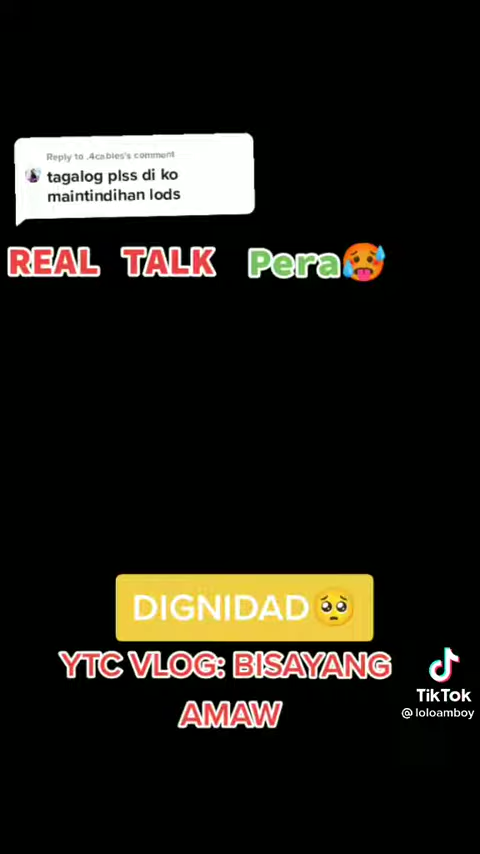 Reply to .4cables's comment
tagalog plss di ko
maintindihan lods
REAL TALK Pera🥵
DIGNIDAD🥺
YTC VLOG: BISAYANG
AMAW
TikTok
@loloamboy